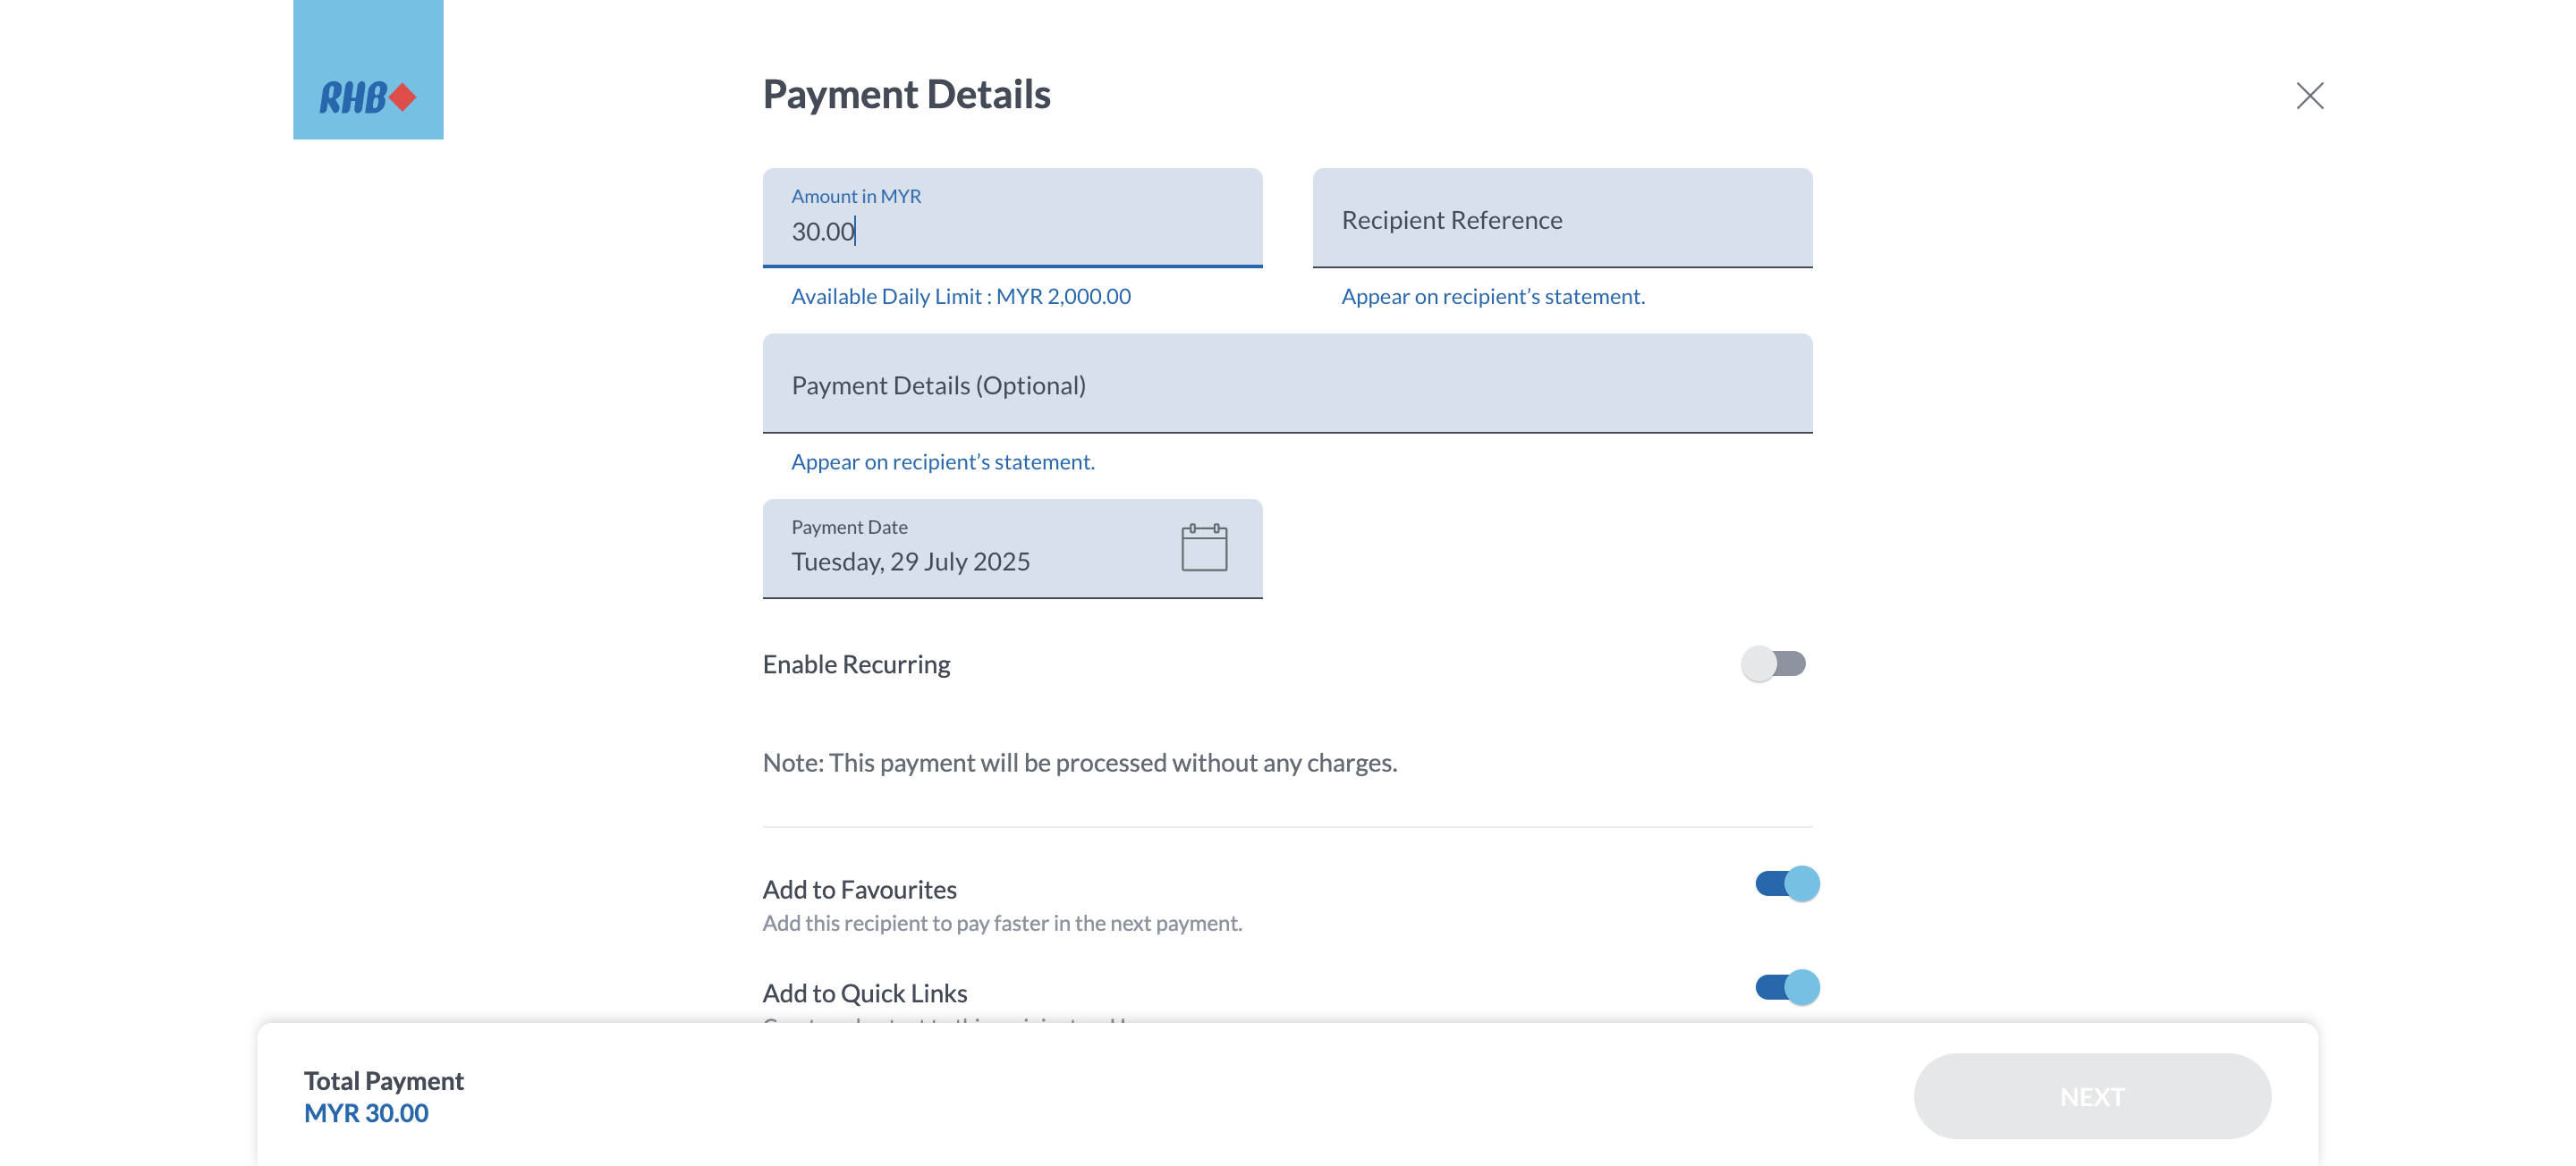 RHB
Payment Details
Amount in MYR
30.00
Recipient Reference
Available Daily Limit : MYR 2,000.00
Appear on recipient’s statement.
Payment Details (Optional)
Appear on recipient’s statement.
Payment Date
Tuesday, 29 July 2025
Enable Recurring
Note: This payment will be processed without any charges.
Add to Favourites
Add this recipient to pay faster in the next payment.
Add to Quick Links
Total Payment
MYR 30.00
NEXT